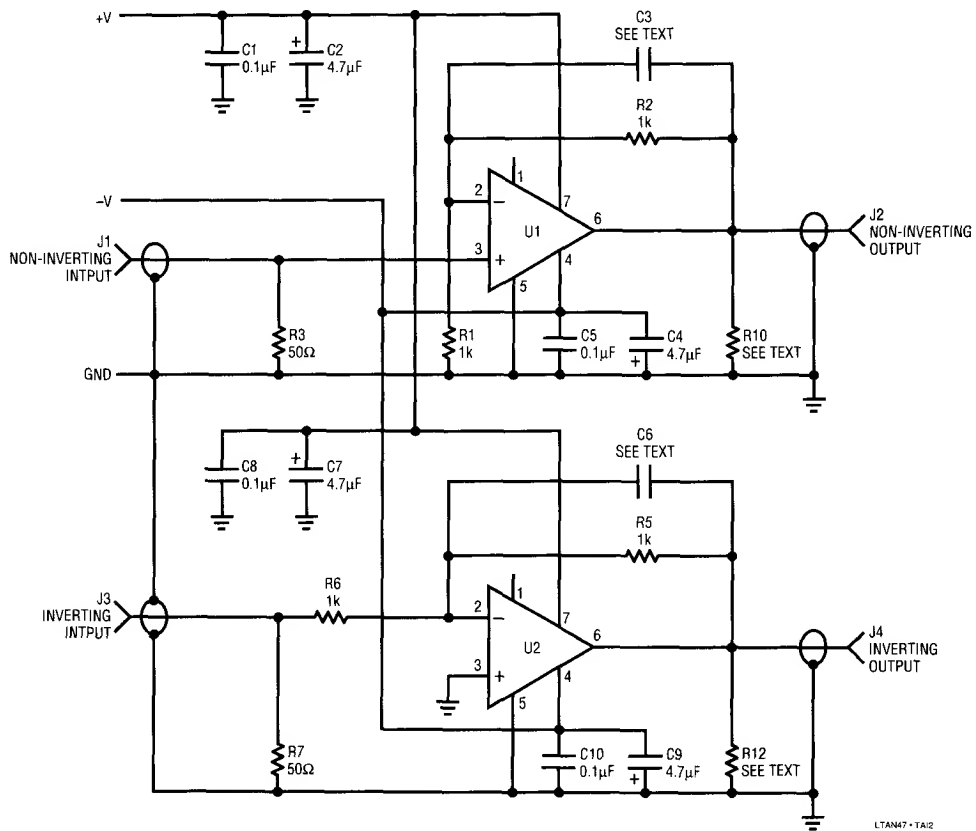 +V
C1
0.1µF
+
C2
4.7µF
C3
SEE TEXT
R2
1k
–V
1
2
–
7
6
U1
3
+
4
5
J1
NON-INVERTING
INTPUT
J2
NON-INVERTING
OUTPUT
R3
50Ω
R1
1k
C5
0.1µF
C4
4.7µF
+
R10
SEE TEXT
GND
C8
0.1µF
+
C7
4.7µF
C6
SEE TEXT
R5
1k
J3
INVERTING
INTPUT
R6
1k
1
2
–
7
6
U2
3
+
4
5
J4
INVERTING
OUTPUT
R7
50Ω
C10
0.1µF
C9
4.7µF
+
R12
SEE TEXT
LTAN47 • TAI2